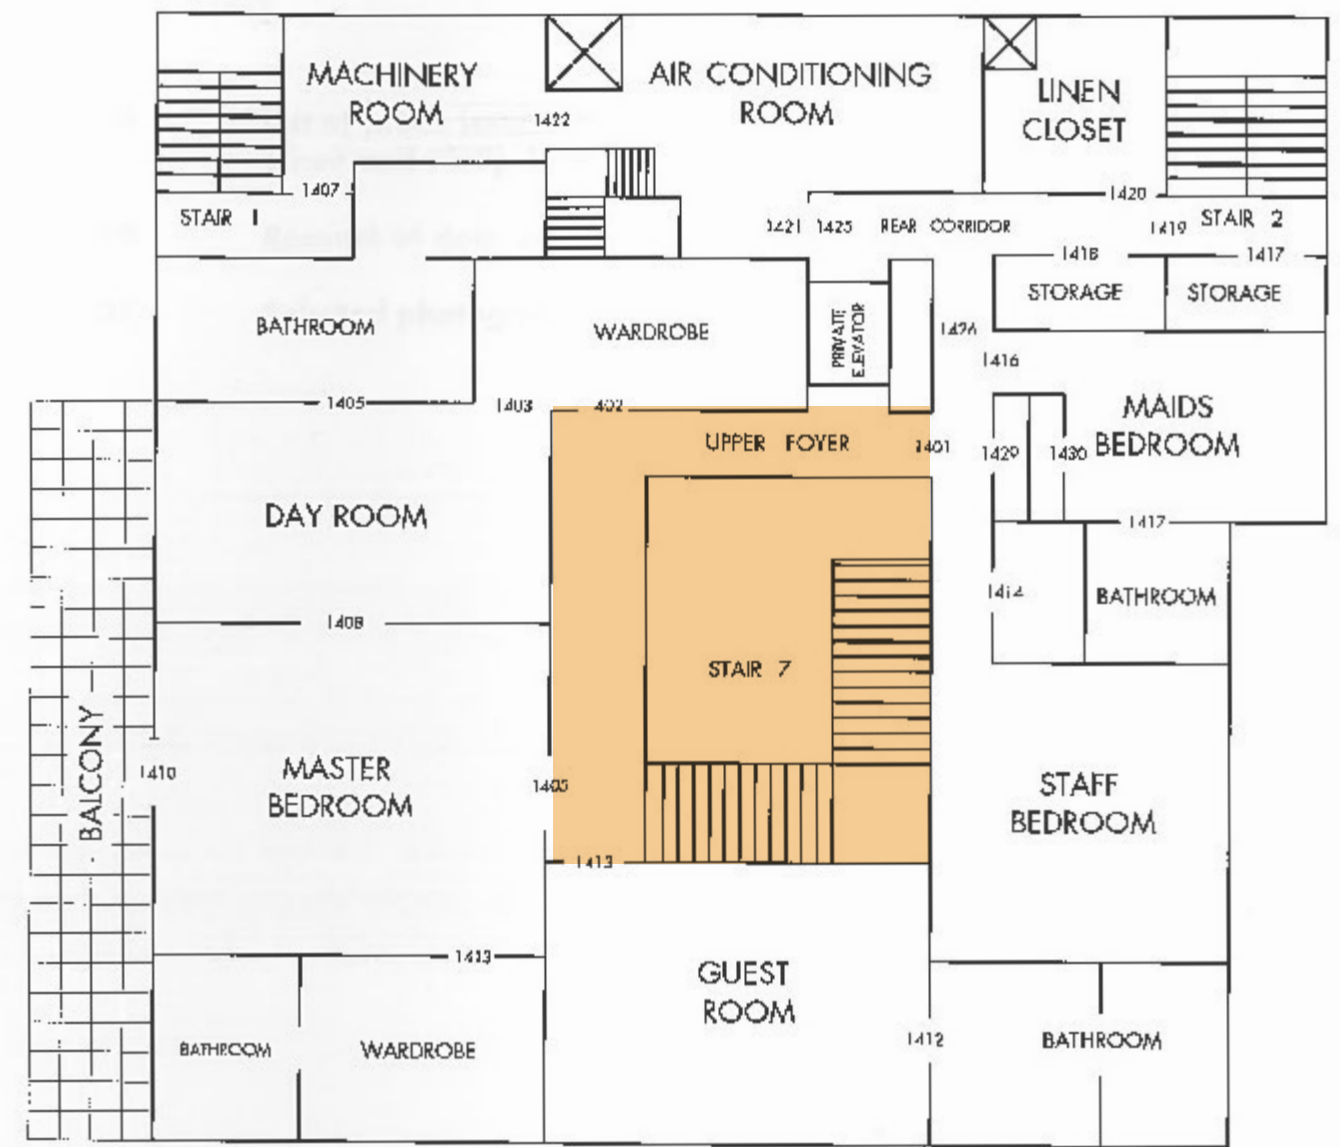 MACHINERY
ROOM
AIR CONDITIONING
ROOM
LINEN
CLOSET
1422
1407
1420
STAIR 1
1421
1425
REAR CORRIDOR
1419
STAIR 2
1418
1417
STORAGE
STORAGE
BATHROOM
WARDROBE
PRIVATE
ELEVATOR
1426
1416
1405
1403
402
MAIDS
BEDROOM
UPPER FOYER
1401
1429
1430
DAY ROOM
1417
1414
BATHROOM
1408
STAIR 7
BALCONY
1410
MASTER
BEDROOM
1405
STAFF
BEDROOM
1413
1413
GUEST
ROOM
BATHROOM
WARDROBE
1412
BATHROOM